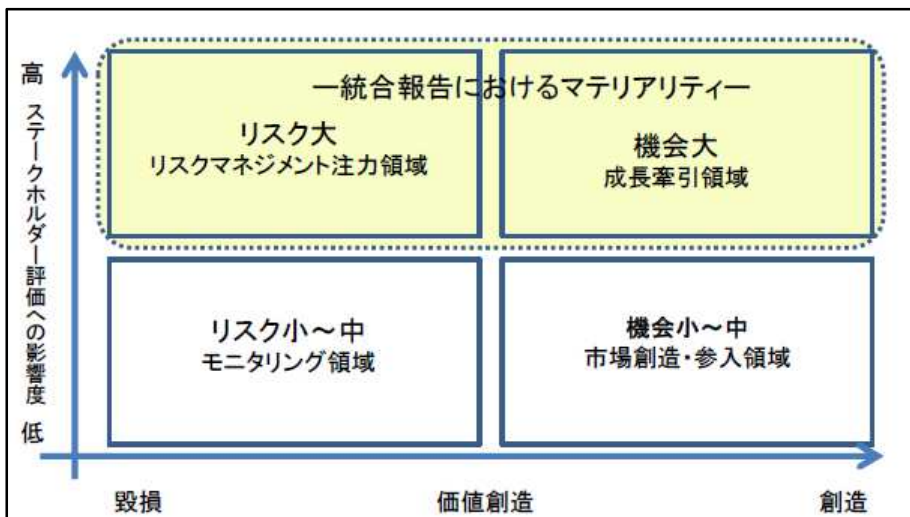 高
ステークホルダー評価への影響度
低
―統合報告におけるマテリアリティ―
リスク大
リスクマネジメント注力領域
機会大
成長牽引領域
リスク小～中
モニタリング領域
機会小～中
市場創造・参入領域
毀損
価値創造
創造